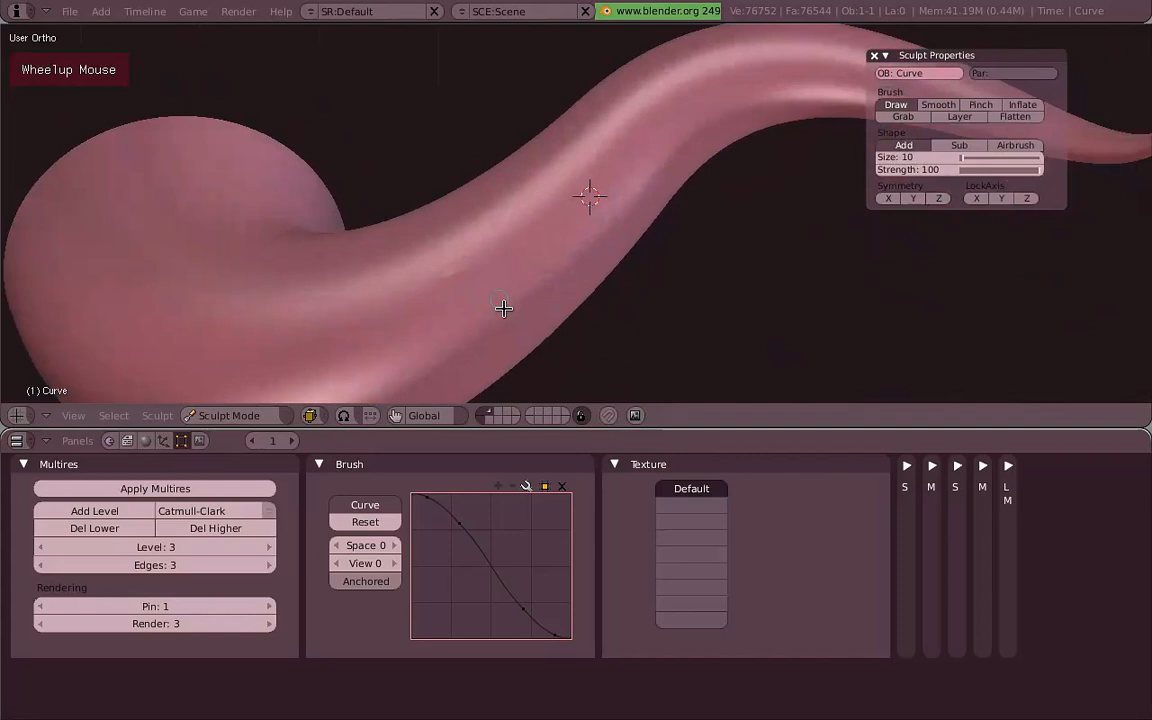 File Add Timeline Game Render Help SR:Default SCE:Scene www.blender.org 249 Ve:76752 | Fa:76544 | Ob:1-1 | La:0 | Mem:41.19M (0.44M) | Time: | Curve
User Ortho
Wheelup Mouse
Sculpt Properties
OB: Curve Par:
Brush
Draw Smooth Pinch Inflate
Grab Layer Flatten
Shape
Add Sub Airbrush
Size: 10
Strength: 100
Symmetry LockAxis
X Y Z X Y Z
(1) Curve
View Select Sculpt Sculpt Mode Global
Panels 1
Multires
Apply Multires
Add Level Catmull-Clark
Del Lower Del Higher
Level: 3
Edges: 3
Rendering
Pin: 1
Render: 3
Brush
Curve
Reset
Space 0
View 0
Anchored
Texture
Default
S M S M L
M